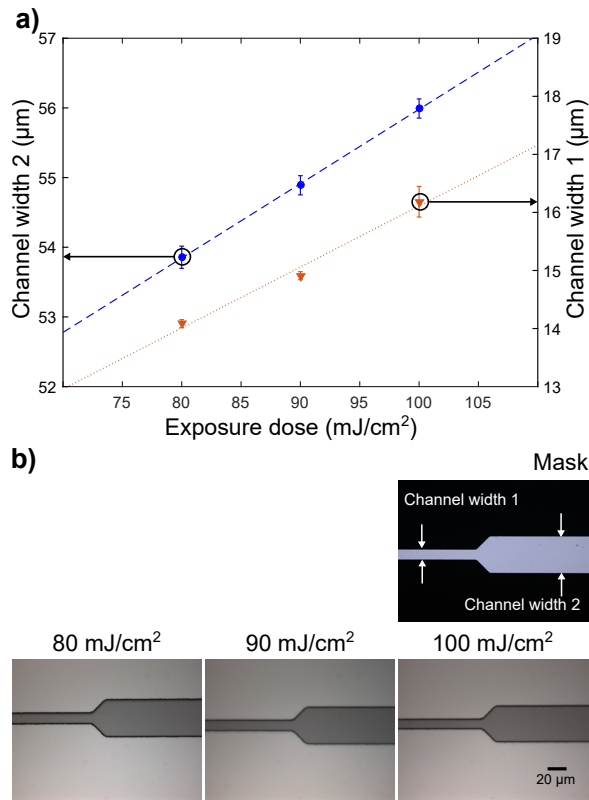 a)
57
56
55
54
53
52
Channel width 2 (µm)
19
18
17
16
15
14
13
Channel width 1 (µm)
75 80 85 90 95 100 105
Exposure dose (mJ/cm²)
b)
Mask
Channel width 1
Channel width 2
80 mJ/cm² 90 mJ/cm² 100 mJ/cm²
20 µm